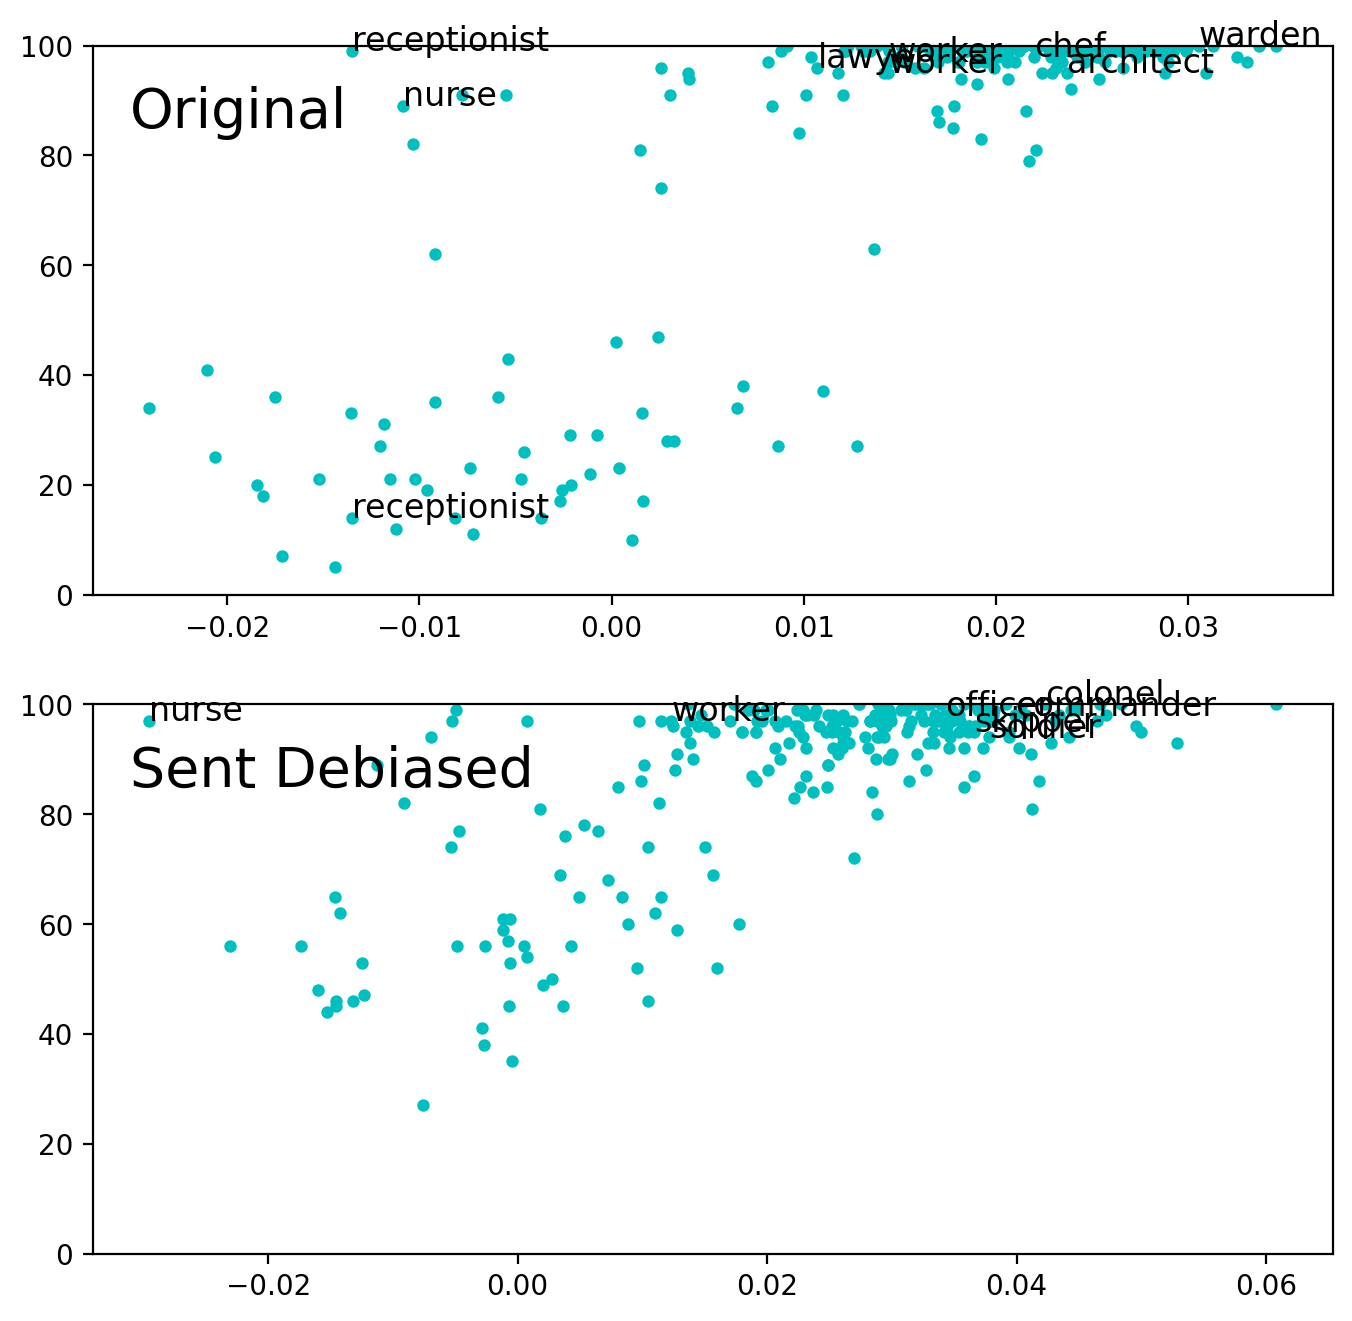 receptionist
warden
chef
worker
lawyer
worker
architect
nurse
Original
receptionist
100
80
60
40
20
0
−0.02
−0.01
0.00
0.01
0.02
0.03
colonel
nurse
worker
officer
commander
skipper
soldier
Sent Debiased
100
80
60
40
20
0
−0.02
0.00
0.02
0.04
0.06